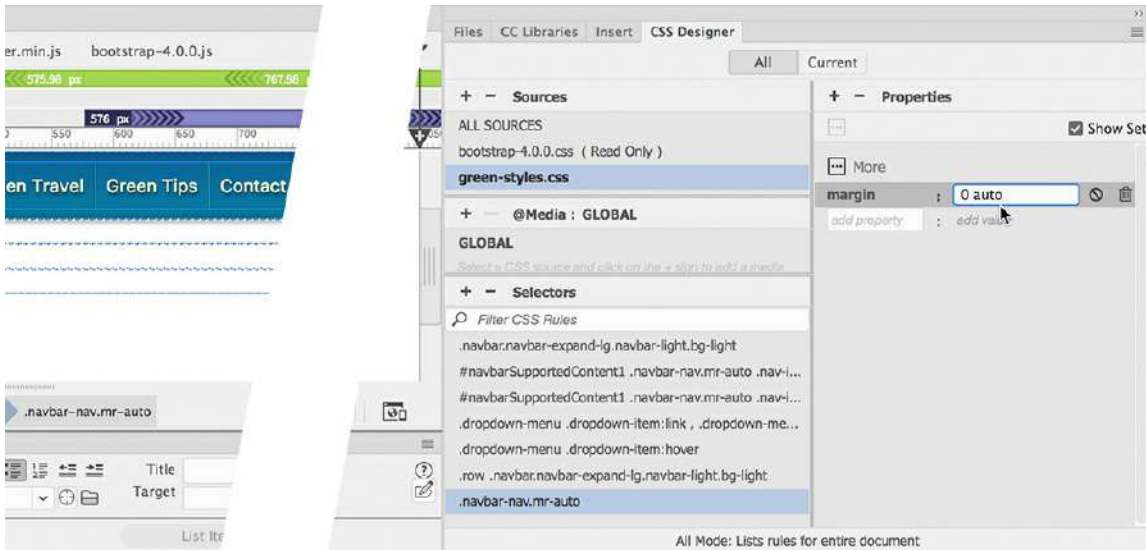 er.min.js bootstrap-4.0.0.js
575.98 px 767.98
576 px
550 600 650 700
en Travel Green Tips Contact
.navbar-nav.mr-auto
Title
Target
List Ite
Files CC Libraries Insert CSS Designer
All Current
+ - Sources
ALL SOURCES
bootstrap-4.0.0.css ( Read Only )
green-styles.css
+ - @Media : GLOBAL
GLOBAL
Select a CSS source and click on the + sign to add a media
+ - Selectors
Filter CSS Rules
.navbar.navbar-expand-lg.navbar-light.bg-light
#navbarSupportedContent1 .navbar-nav.mr-auto .nav-i...
#navbarSupportedContent1 .navbar-nav.mr-auto .nav-i...
.dropdown-menu .dropdown-item:link , .dropdown-me...
.dropdown-menu .dropdown-item:hover
.row .navbar.navbar-expand-lg.navbar-light.bg-light
.navbar-nav.mr-auto
+ - Properties
Show Set
More
margin : 0 auto
add property : add value
All Mode: Lists rules for entire document